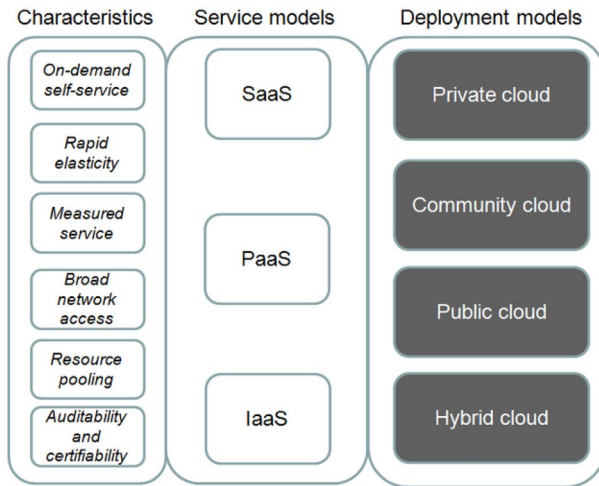 Characteristics
Service models
Deployment models
On-demand
self-service
Rapid
elasticity
Measured
service
Broad
network
access
Resource
pooling
Auditability
and
certifiability
SaaS
PaaS
IaaS
Private cloud
Community cloud
Public cloud
Hybrid cloud